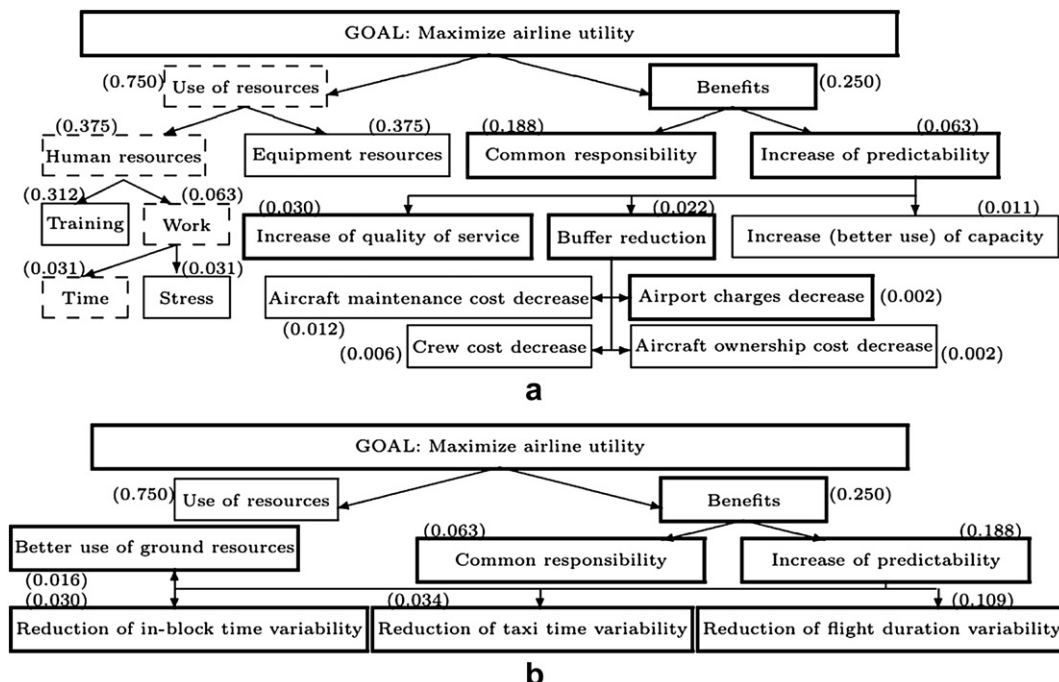 GOAL: Maximize airline utility
(0.750) Use of resources Benefits (0.250)
(0.375) (0.375) (0.188) (0.063)
Human resources Equipment resources Common responsibility Increase of predictability
(0.312) (0.063) (0.030) (0.022) (0.011)
Training Work Increase of quality of service Buffer reduction Increase (better use) of capacity
(0.031) (0.031)
Time Stress Aircraft maintenance cost decrease Airport charges decrease (0.002)
(0.012)
(0.006) Crew cost decrease Aircraft ownership cost decrease (0.002)
a
GOAL: Maximize airline utility
(0.750) Use of resources Benefits (0.250)
Better use of ground resources (0.063) Common responsibility (0.188) Increase of predictability
(0.016)
(0.030) (0.034) (0.109)
Reduction of in-block time variability Reduction of taxi time variability Reduction of flight duration variability
b